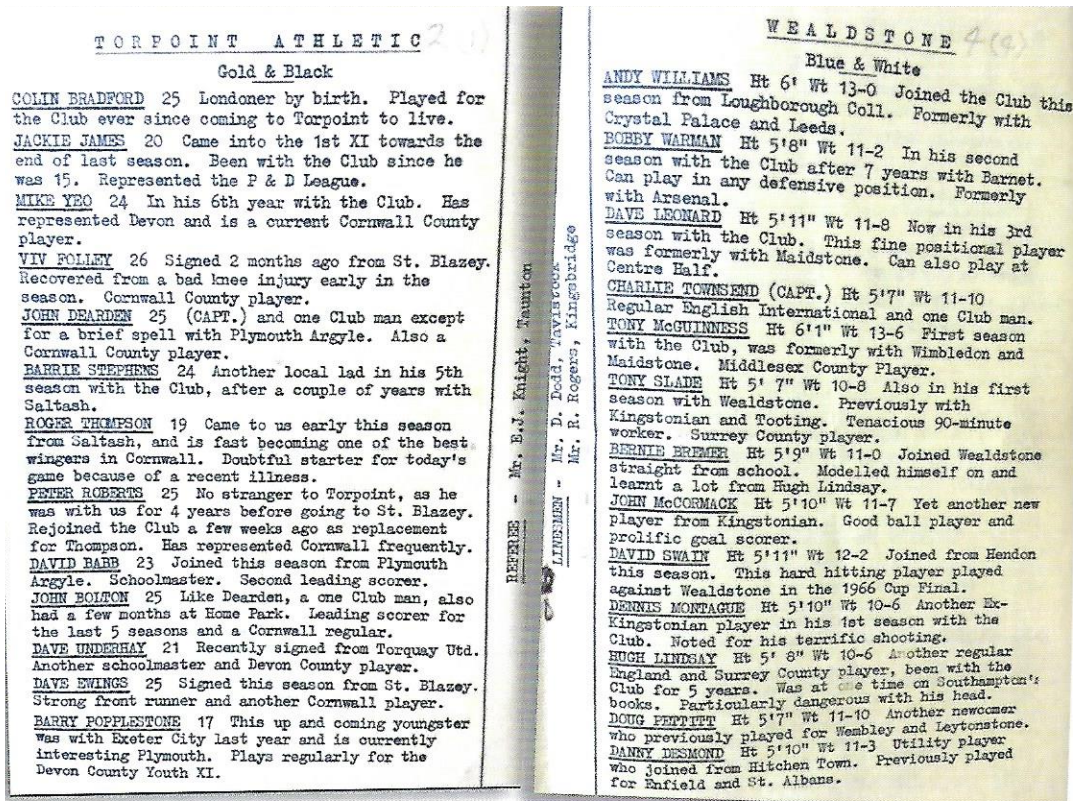 TORPOINT ATHLETIC 2 (1)
Gold & Black
COLIN BRADFORD 25 Londoner by birth. Played for
the Club ever since coming to Torpoint to live.
JACKIE JAMES 20 Came into the 1st XI towards the
end of last season. Been with the Club since he
was 15. Represented the P & D League.
MIKE YEO 24 In his 6th year with the Club. Has
represented Devon and is a current Cornwall County
player.
VIV FOLLEY 26 Signed 2 months ago from St. Blazey.
Recovered from a bad knee injury early in the
season. Cornwall County player.
JOHN DEARDEN 25 (CAPT.) and one Club man except
for a brief spell with Plymouth Argyle. Also a
Cornwall County player.
BARRIE STEPHENS 24 Another local lad in his 5th
season with the Club, after a couple of years with
Saltash.
ROGER THOMPSON 19 Came to us early this season
from Saltash, and is fast becoming one of the best
wingers in Cornwall. Doubtful starter for today's
game because of a recent illness.
PETER ROBERTS 25 No stranger to Torpoint, as he
was with us for 4 years before going to St. Blazey.
Rejoined the Club a few weeks ago as replacement
for Thompson. Has represented Cornwall frequently.
DAVID BABB 23 Joined this season from Plymouth
Argyle. Schoolmaster. Second leading scorer.
JOHN BOLTON 25 Like Dearden, a one Club man, also
had a few months at Home Park. Leading scorer for
the last 5 seasons and a Cornwall regular.
DAVE UNDERHAY 21 Recently signed from Torquay Utd.
Another schoolmaster and Devon County player.
DAVE EWINGS 25 Signed this season from St. Blazey.
Strong front runner and another Cornwall player.
BARRY POPPLESTONE 17 This up and coming youngster
was with Exeter City last year and is currently
interesting Plymouth. Plays regularly for the
Devon County Youth XI.
REFEREE - Mr. E.J. Knight, Taunton
LINESMEN - Mr. D. Dodd, Tavistock
Mr. R. Rogers, Kingsbridge
WEALDSTONE 4
Blue & White
ANDY WILLIAMS Ht 6' Wt 13-0 Joined the Club this
season from Loughborough Coll. Formerly with
Crystal Palace and Leeds.
BOBBY WARMAN Ht 5'8" Wt 11-2 In his second
season with the Club after 7 years with Barnet.
Can play in any defensive position. Formerly
with Arsenal.
DAVE LEONARD Ht 5'11" Wt 11-8 Now in his 3rd
season with the Club. This fine positional player
was formerly with Maidstone. Can also play at
Centre Half.
CHARLIE TOWNSEND (CAPT.) Ht 5'7" Wt 11-10
Regular English International and one Club man.
TONY McGUINNESS Ht 6'1" Wt 13-6 First season
with the Club, was formerly with Wimbledon and
Maidstone. Middlesex County Player.
TONY SLADE Ht 5' 7" Wt 10-8 Also in his first
season with Wealdstone. Previously with
Kingstonian and Tooting. Tenacious 90-minute
worker. Surrey County player.
BERNIE BREMER Ht 5'9" Wt 11-0 Joined Wealdstone
straight from school. Modelled himself on and
learnt a lot from Hugh Lindsay.
JOHN McCORMACK Ht 5'10" Wt 11-7 Yet another new
player from Kingstonian. Good ball player and
prolific goal scorer.
DAVID SWAIN Ht 5'11" Wt 12-2 Joined from Hendon
this season. This hard hitting player played
against Wealdstone in the 1966 Cup Final.
DENNIS MONTAGUE Ht 5'10" Wt 10-6 Another Ex-
Kingstonian player in his 1st season with the
Club. Noted for his terrific shooting.
HUGH LINDSAY Ht 5' 8" Wt 10-6 Another regular
England and Surrey County player, been with the
Club for 5 years. Was at one time on Southampton's
books. Particularly dangerous with his head.
DOUG PETTITT Ht 5'7" Wt 11-10 Another newcomer
who previously played for Wembley and Leytonstone.
DANNY DESMOND Ht 5'10" Wt 11-3 Utility player
who joined from Hitchen Town. Previously played
for Enfield and St. Albans.